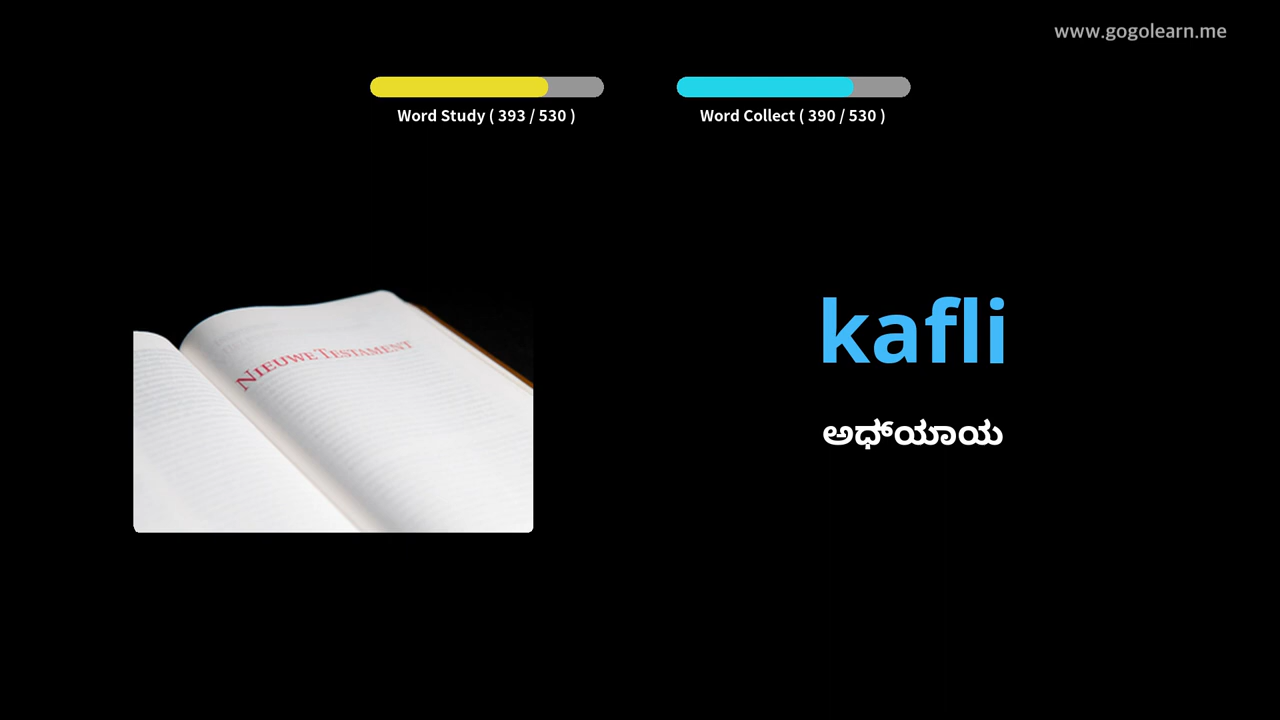 www.gogolearn.me
Word Study ( 393 / 530 )
Word Collect ( 390 / 530 )
NIEUWE TESTAMENT
kafli
ಅಧ್ಯಾಯ